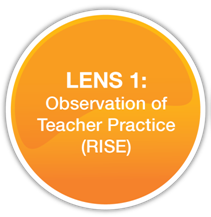 LENS 1:
Observation of
Teacher Practice
(RISE)